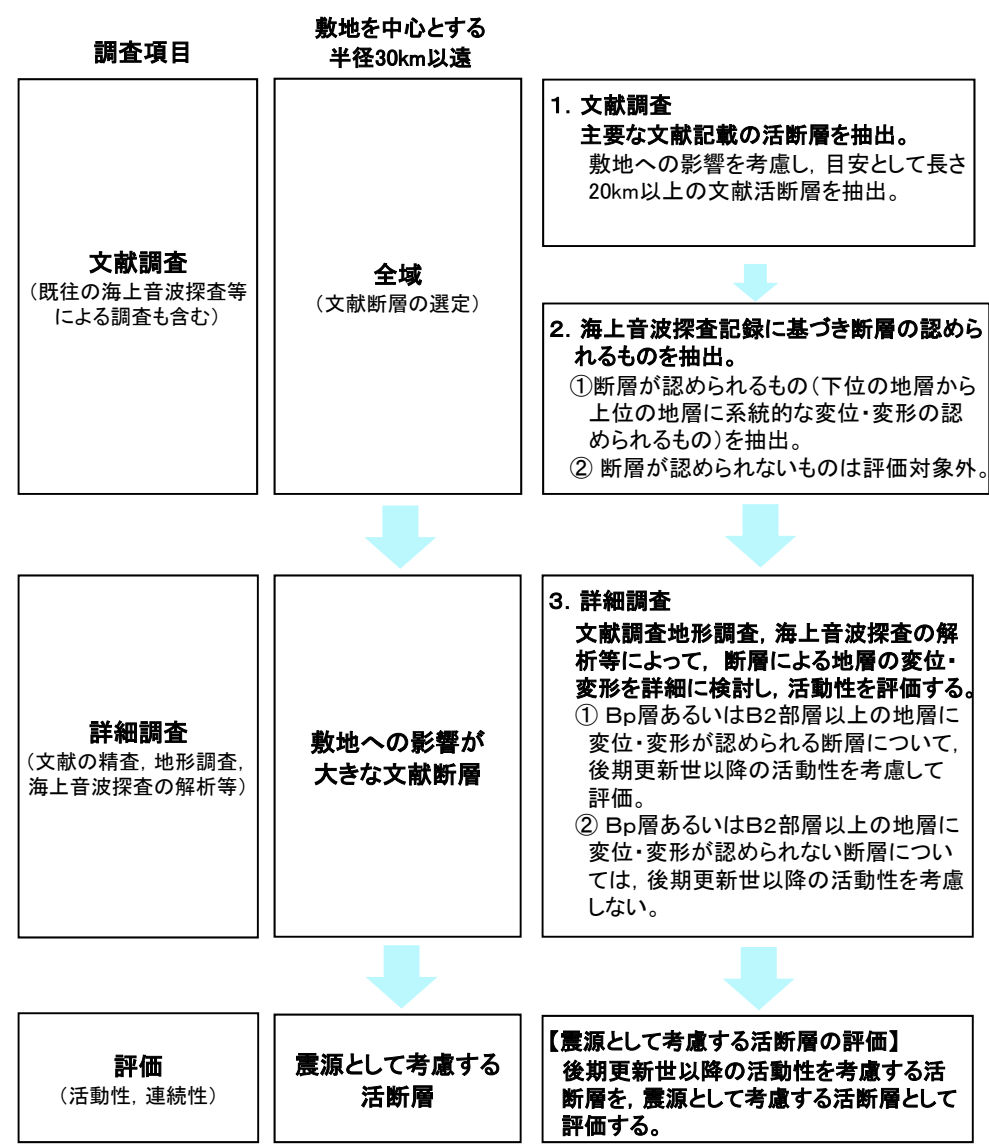 調査項目
敷地を中心とする
半径30km以遠
文献調査
(既往の海上音波探査等
による調査も含む)
全域
(文献断層の選定)
1．文献調査
主要な文献記載の活断層を抽出。
敷地への影響を考慮し，目安として長さ
20km以上の文献活断層を抽出。
2．海上音波探査記録に基づき断層の認めら
れるものを抽出。
①断層が認められるもの(下位の地層から
上位の地層に系統的な変位・変形の認
められるもの)を抽出。
② 断層が認められないものは評価対象外。
詳細調査
(文献の精査，地形調査，
海上音波探査の解析等)
敷地への影響が
大きな文献断層
3．詳細調査
文献調査地形調査，海上音波探査の解
析等によって，断層による地層の変位・
変形を詳細に検討し，活動性を評価する。
① Bp層あるいはB2部層以上の地層に
変位・変形が認められる断層について，
後期更新世以降の活動性を考慮して
評価。
② Bp層あるいはB2部層以上の地層に
変位・変形が認められない断層につい
ては，後期更新世以降の活動性を考慮
しない。
評価
(活動性，連続性)
震源として考慮する
活断層
【震源として考慮する活断層の評価】
後期更新世以降の活動性を考慮する活
断層を，震源として考慮する活断層として
評価する。